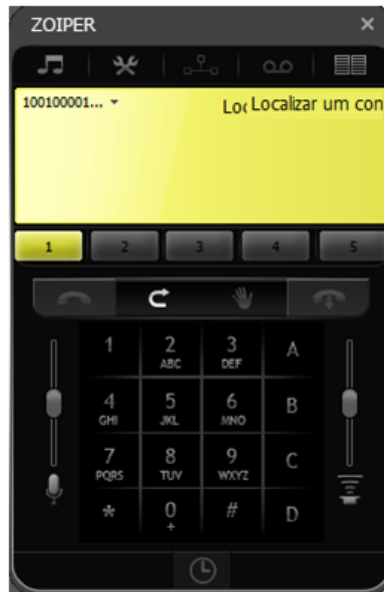 ZOIPER
100100001... Loc Localizar um con
1 2 3 4 5
1 2 3 A
ABC DEF
4 5 6 B
GHI JKL MNO
7 8 9 C
PQRS TUV WXYZ
* 0 # D
+